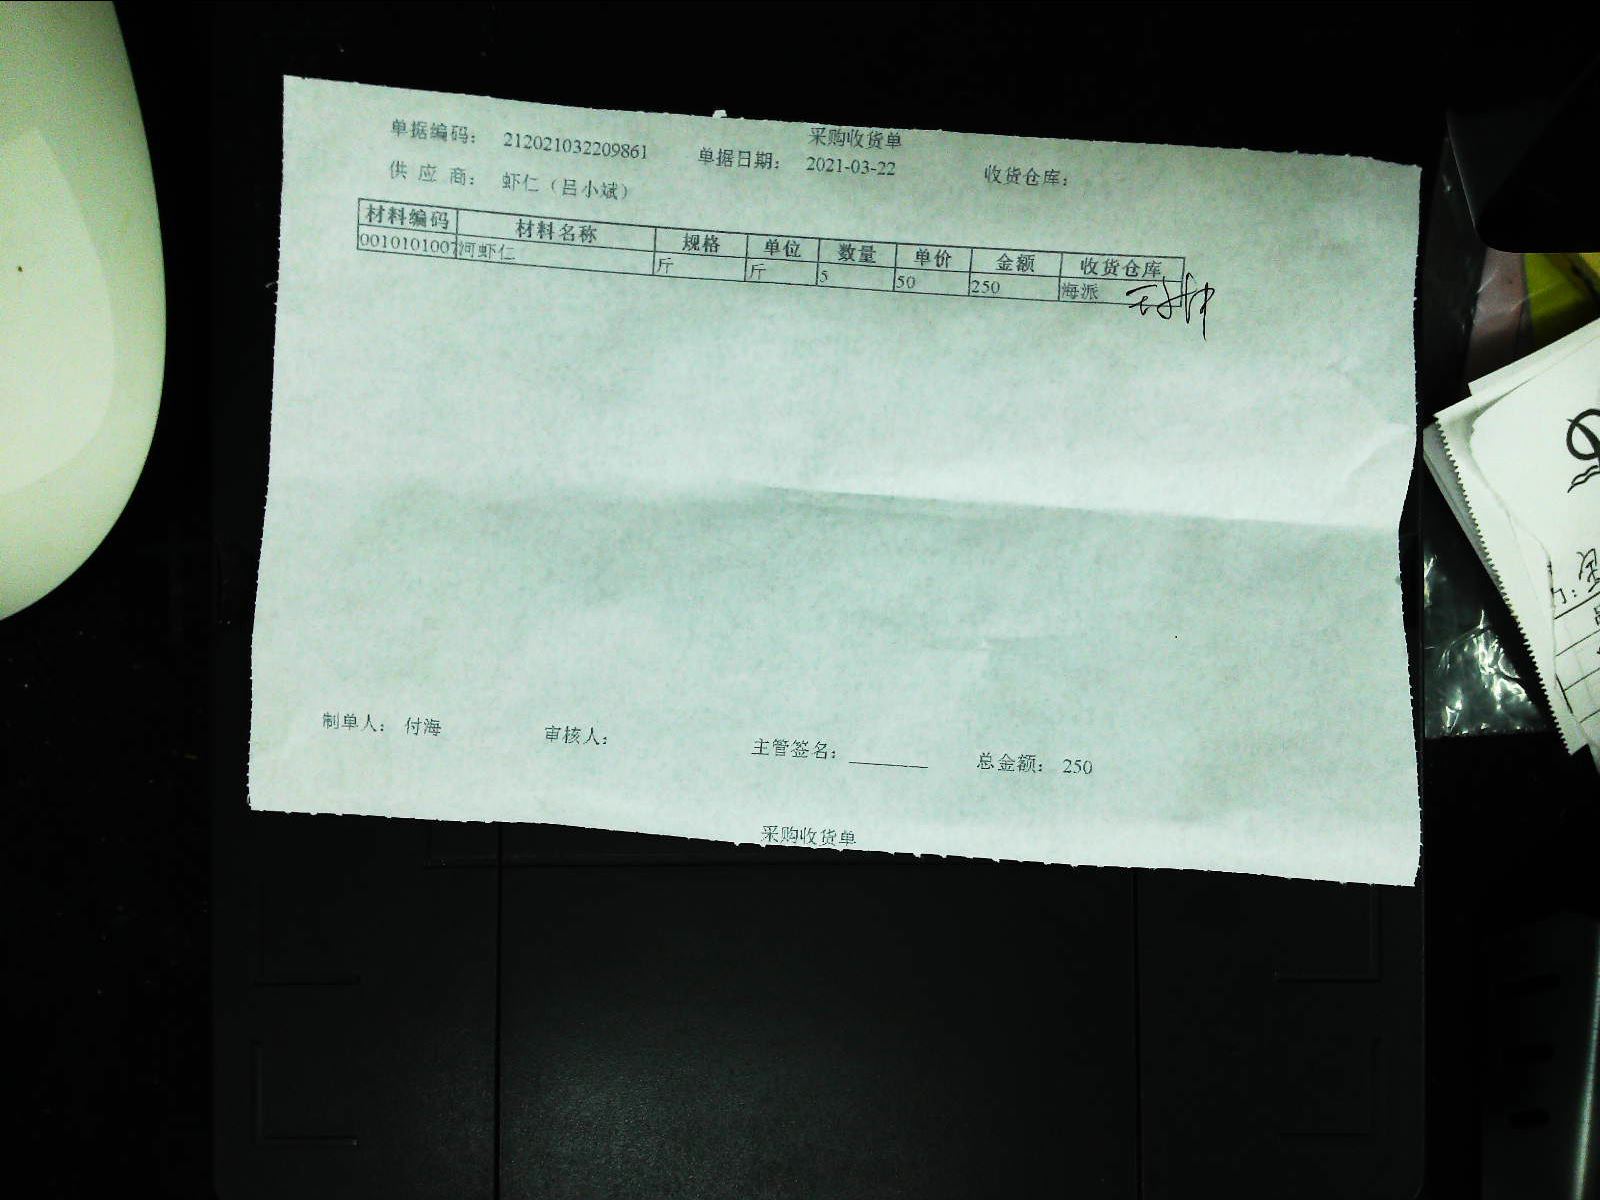 采购收货单
单据编码： 212021032209861 单据日期： 2021-03-22 收货仓库：
供 应 商： 虾仁（吕小斌）
材料编码 材料名称 规格 单位 数量 单价 金额 收货仓库
0010101007 河虾仁 斤 斤 5 50 250 海派
制单人： 付海 审核人： 主管签名： ________ 总金额： 250
采购收货单